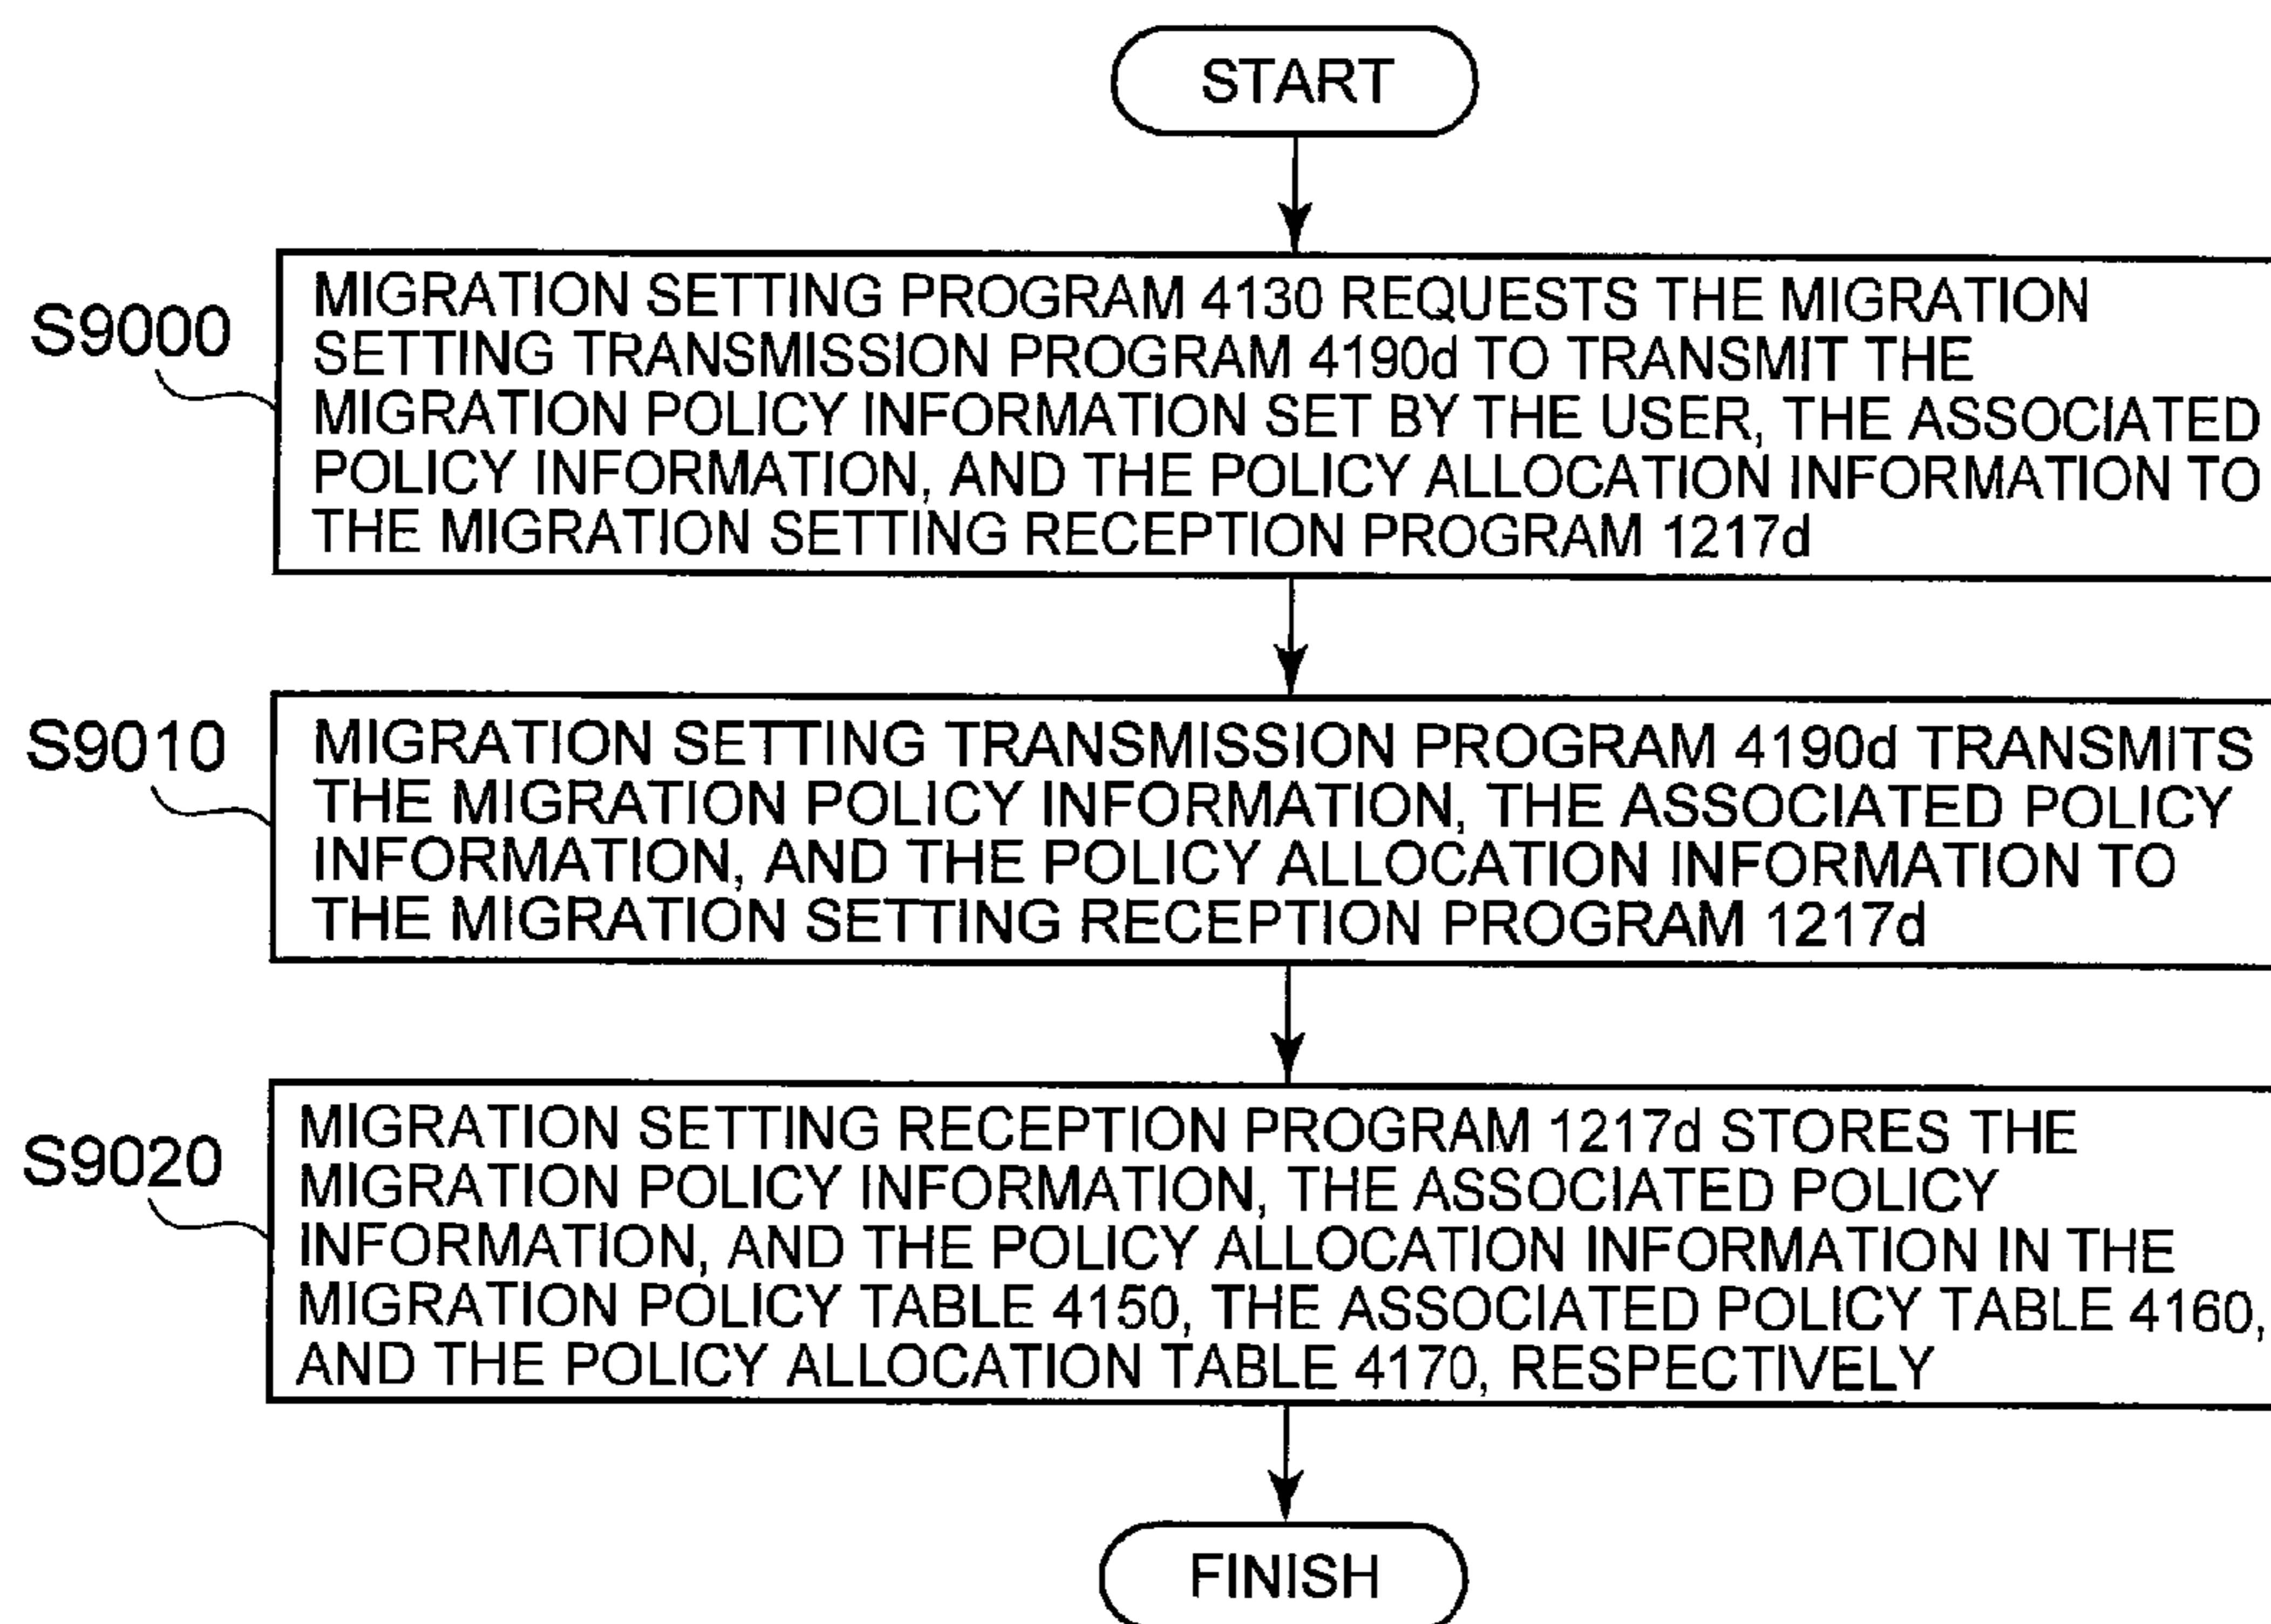 START
S9000
MIGRATION SETTING PROGRAM 4130 REQUESTS THE MIGRATION
SETTING TRANSMISSION PROGRAM 4190d TO TRANSMIT THE
MIGRATION POLICY INFORMATION SET BY THE USER, THE ASSOCIATED
POLICY INFORMATION, AND THE POLICY ALLOCATION INFORMATION TO
THE MIGRATION SETTING RECEPTION PROGRAM 1217d
S9010
MIGRATION SETTING TRANSMISSION PROGRAM 4190d TRANSMITS
THE MIGRATION POLICY INFORMATION, THE ASSOCIATED POLICY
INFORMATION, AND THE POLICY ALLOCATION INFORMATION TO
THE MIGRATION SETTING RECEPTION PROGRAM 1217d
S9020
MIGRATION SETTING RECEPTION PROGRAM 1217d STORES THE
MIGRATION POLICY INFORMATION, THE ASSOCIATED POLICY
INFORMATION, AND THE POLICY ALLOCATION INFORMATION IN THE
MIGRATION POLICY TABLE 4150, THE ASSOCIATED POLICY TABLE 4160,
AND THE POLICY ALLOCATION TABLE 4170, RESPECTIVELY
FINISH